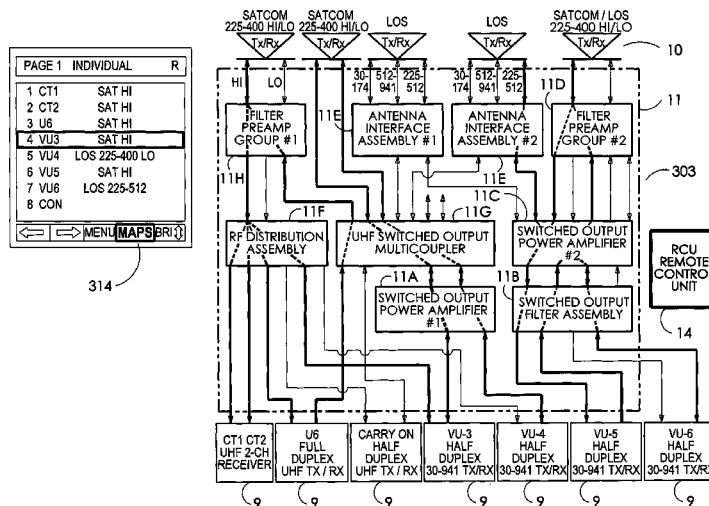 PAGE 1 INDIVIDUAL R
1 CT1 SAT HI
2 CT2 SAT HI
3 U6 SAT HI
4 VU3 SAT HI
5 VU4 LOS 225-400 LO
6 VU5 SAT HI
7 VU6 LOS 225-512
8 CON
MENU MAPS BRI
314
SATCOM
225-400 HI/LO
Tx/Rx
SATCOM
225-400 HI/LO
Tx/Rx
LOS
Tx/Rx
LOS
Tx/Rx
SATCOM / LOS
225-400 HI/LO
Tx/Rx
10
HI
LO
30-
174
512-
941
225-
512
30-
174
512-
941
225-
512
11D
11
11E
FILTER
PREAMP
GROUP #1
ANTENNA
INTERFACE
ASSEMBLY #1
ANTENNA
INTERFACE
ASSEMBLY #2
FILTER
PREAMP
GROUP #2
11H
11E
303
11F
11G
11C
RF DISTRIBUTION
ASSEMBLY
UHF SWITCHED OUTPUT
MULTICOUPLER
SWITCHED OUTPUT
POWER AMPLIFIER
#2
11A
11B
SWITCHED OUTPUT
POWER AMPLIFIER
#1
SWITCHED OUTPUT
FILTER ASSEMBLY
RCU
REMOTE
CONTROL
UNIT
14
CT1 CT2
UHF 2-CH
RECEIVER
U6
FULL
DUPLEX
UHF TX / RX
CARRY ON
HALF
DUPLEX
UHF TX / RX
VU-3
HALF
DUPLEX
30-941 TX/RX
VU-4
HALF
DUPLEX
30-941 TX/RX
VU-5
HALF
DUPLEX
30-941 TX/RX
VU-6
HALF
DUPLEX
30-941 TX/RX
9
9
9
9
9
9
9